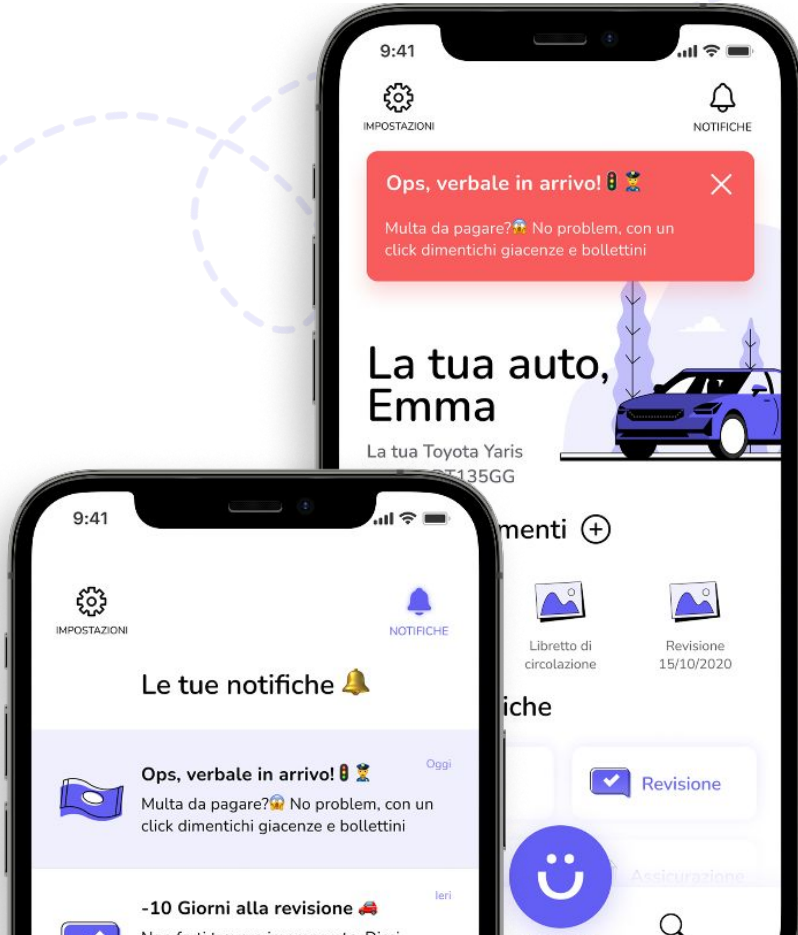 9:41
IMPOSTAZIONI
NOTIFICHE
Ops, verbale in arrivo!🚦👮
Multa da pagare?😱 No problem, con un
click dimentichi giacenze e bollettini
La tua auto,
Emma
La tua Toyota Yaris
T135GG
menti
Libretto di
circolazione
Revisione
15/10/2020
iche
Revisione
Assicurazione
9:41
IMPOSTAZIONI
NOTIFICHE
Le tue notifiche 🔔
Ops, verbale in arrivo!🚦👮
Oggi
Multa da pagare?😱 No problem, con un
click dimentichi giacenze e bollettini
-10 Giorni alla revisione 🚗
Ieri